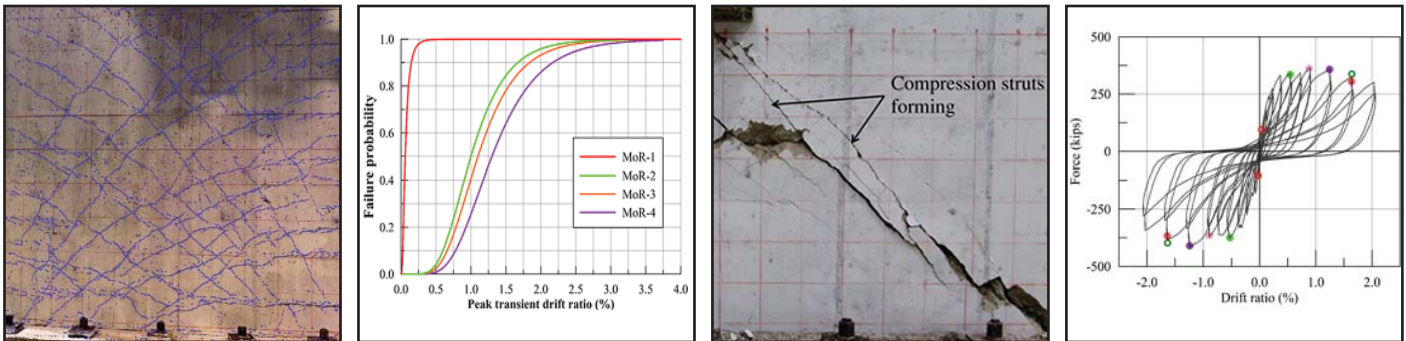 1.0
0.8
0.6
0.4
0.2
0.0
Failure probability
MoR-1
MoR-2
MoR-3
MoR-4
0.0 0.5 1.0 1.5 2.0 2.5 3.0 3.5 4.0
Peak transient drift ratio (%)
Compression struts
forming
500
250
0
-250
-500
Force (kips)
-2.0 -1.0 0.0 1.0 2.0
Drift ratio (%)